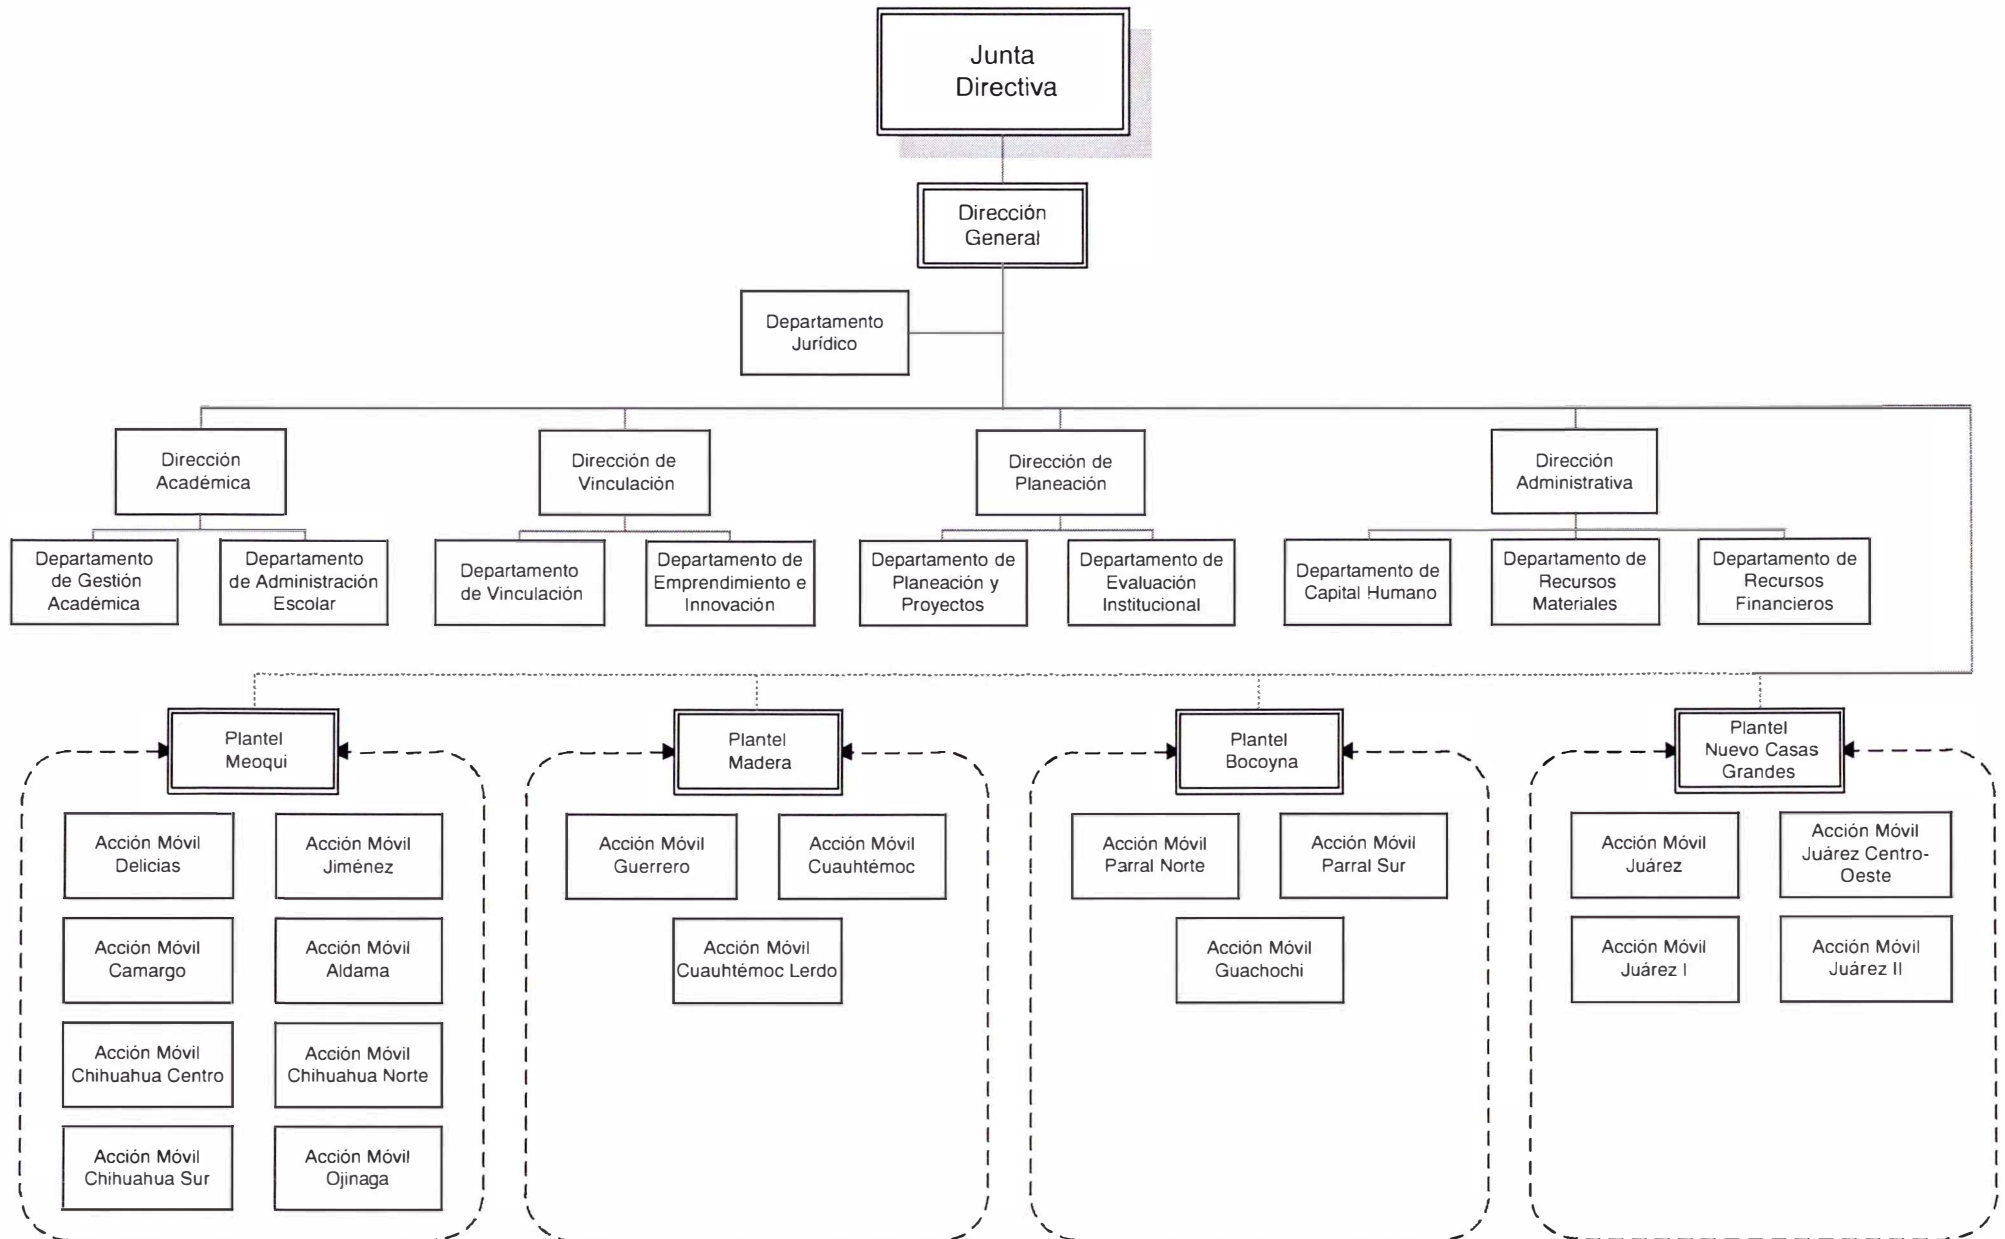 Junta
Directiva
Dirección
General
Departamento
Jurídico
Dirección
Académica
Dirección de
Vinculación
Dirección de
Planeación
Dirección
Administrativa
Departamento
de Gestión
Académica
Departamento
de Administración
Escolar
Departamento
de Vinculación
Departamento de
Emprendimiento e
Innovación
Departamento de
Planeación y
Proyectos
Departamento de
Evaluación
Institucional
Departamento de
Capital Humano
Departamento de
Recursos
Materiales
Departamento de
Recursos
Financieros
Plantel
Meoqui
Plantel
Madera
Plantel
Bocoyna
Plantel
Nuevo Casas
Grandes
Acción Móvil
Delicias
Acción Móvil
Jiménez
Acción Móvil
Camargo
Acción Móvil
Aldama
Acción Móvil
Chihuahua Centro
Acción Móvil
Chihuahua Norte
Acción Móvil
Chihuahua Sur
Acción Móvil
Ojinaga
Acción Móvil
Guerrero
Acción Móvil
Cuauhtémoc
Acción Móvil
Cuauhtémoc Lerdo
Acción Móvil
Parral Norte
Acción Móvil
Parral Sur
Acción Móvil
Guachochi
Acción Móvil
Juárez
Acción Móvil
Juárez Centro-
Oeste
Acción Móvil
Juárez I
Acción Móvil
Juárez II